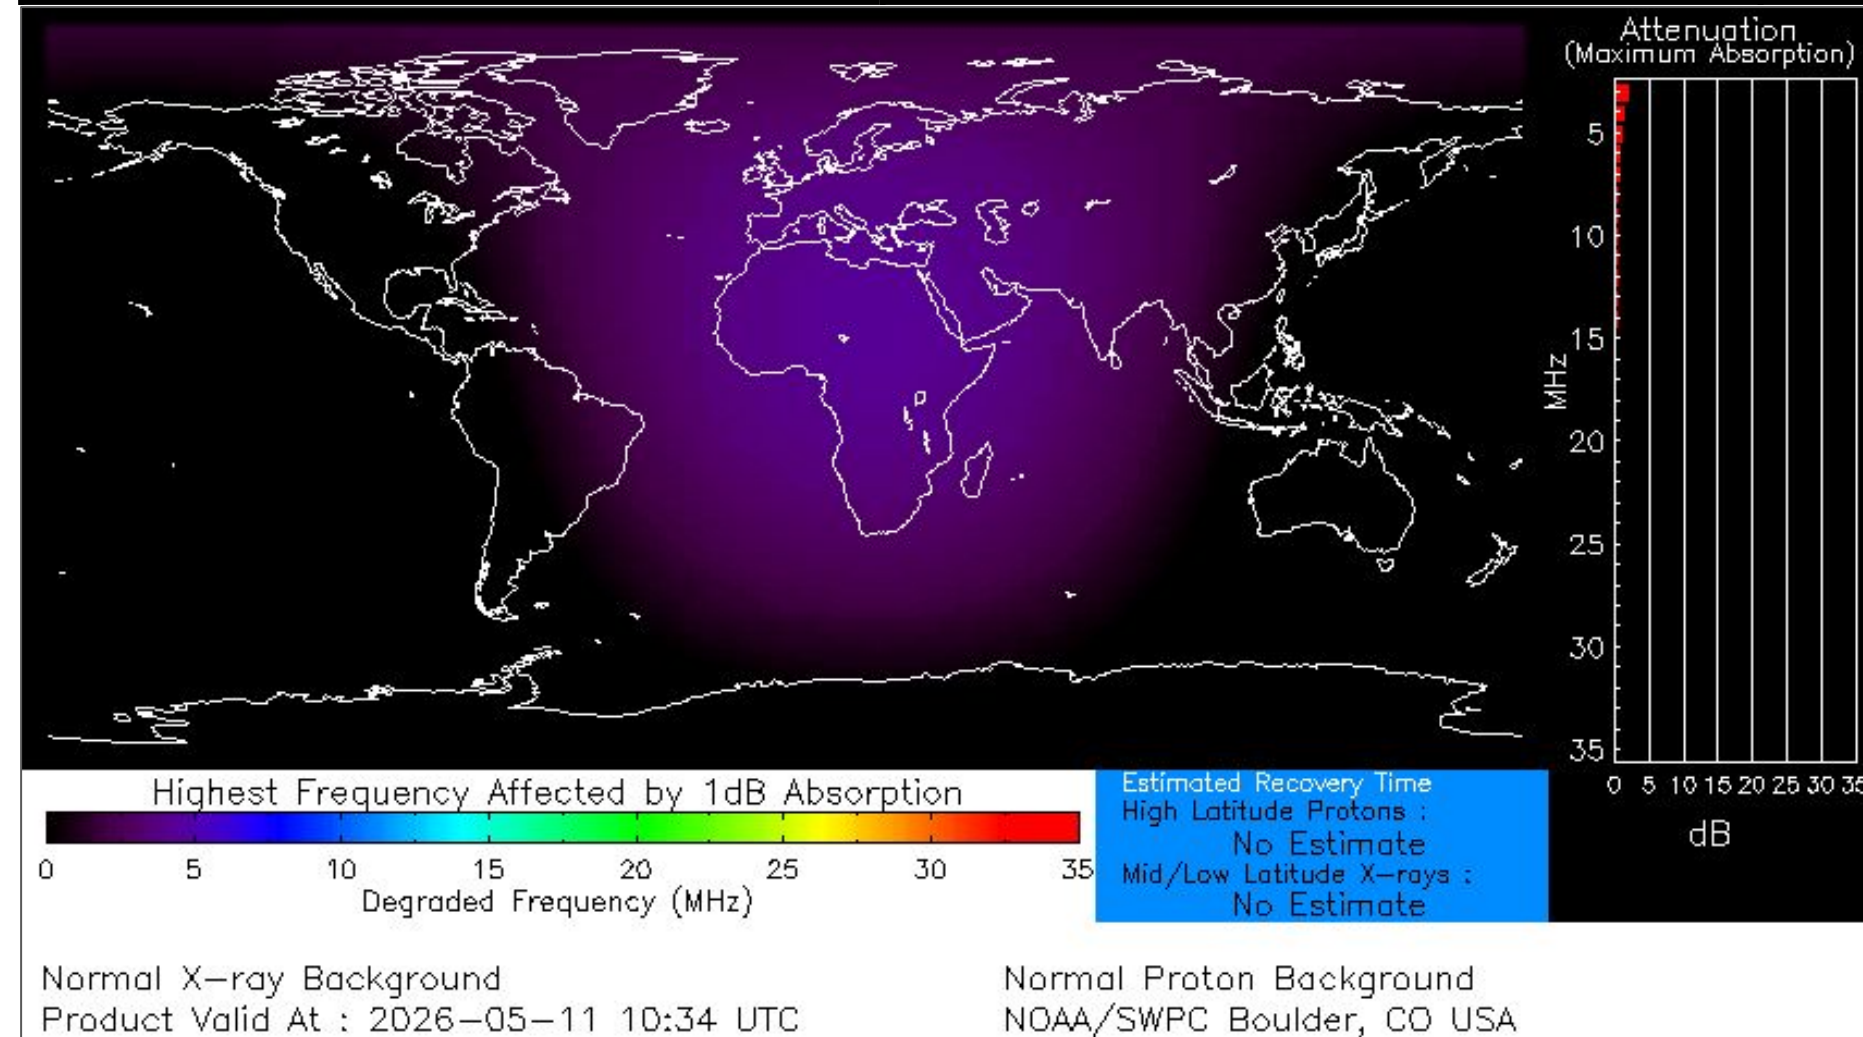 Attenuation
(Maximum Absorption)
5
10
15
20
25
30
35
MHz
0 5 10 15 20 25 30 35
dB
Highest Frequency Affected by 1dB Absorption
0 5 10 15 20 25 30 35
Degraded Frequency (MHz)
Estimated Recovery Time
High Latitude Protons :
No Estimate
Mid/Low Latitude X-rays :
No Estimate
Normal X-ray Background
Normal Proton Background
Product Valid At : 2026-05-11 10:34 UTC
NOAA/SWPC Boulder, CO USA